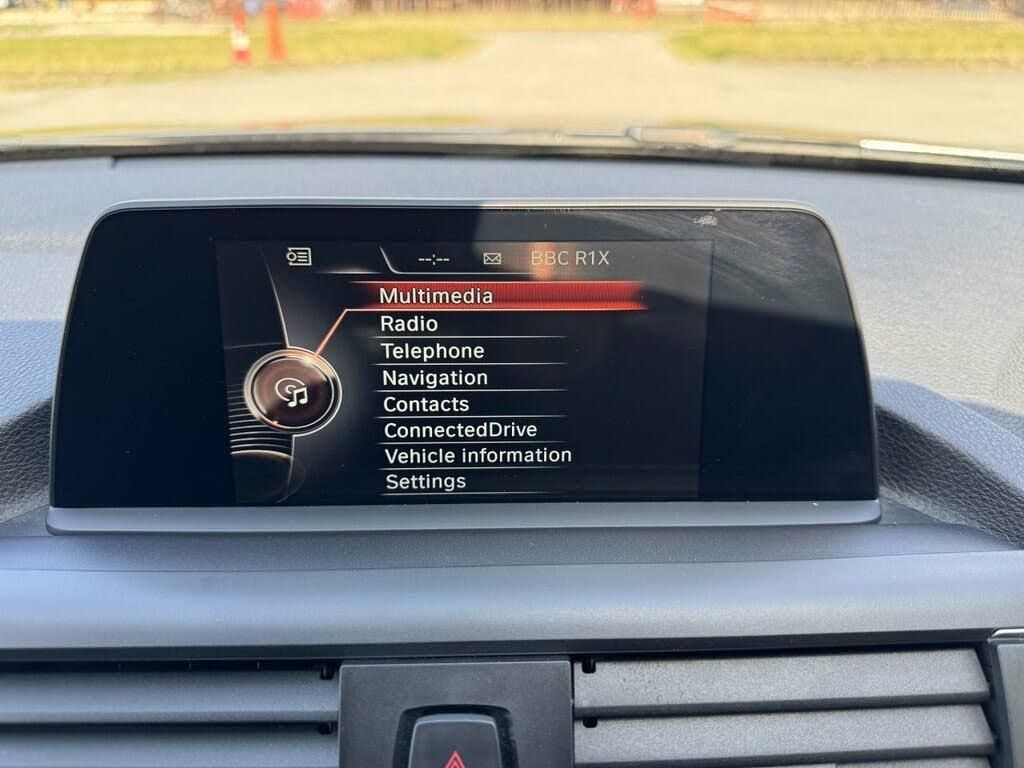 --:-- BBC R1X
Multimedia
Radio
Telephone
Navigation
Contacts
ConnectedDrive
Vehicle information
Settings